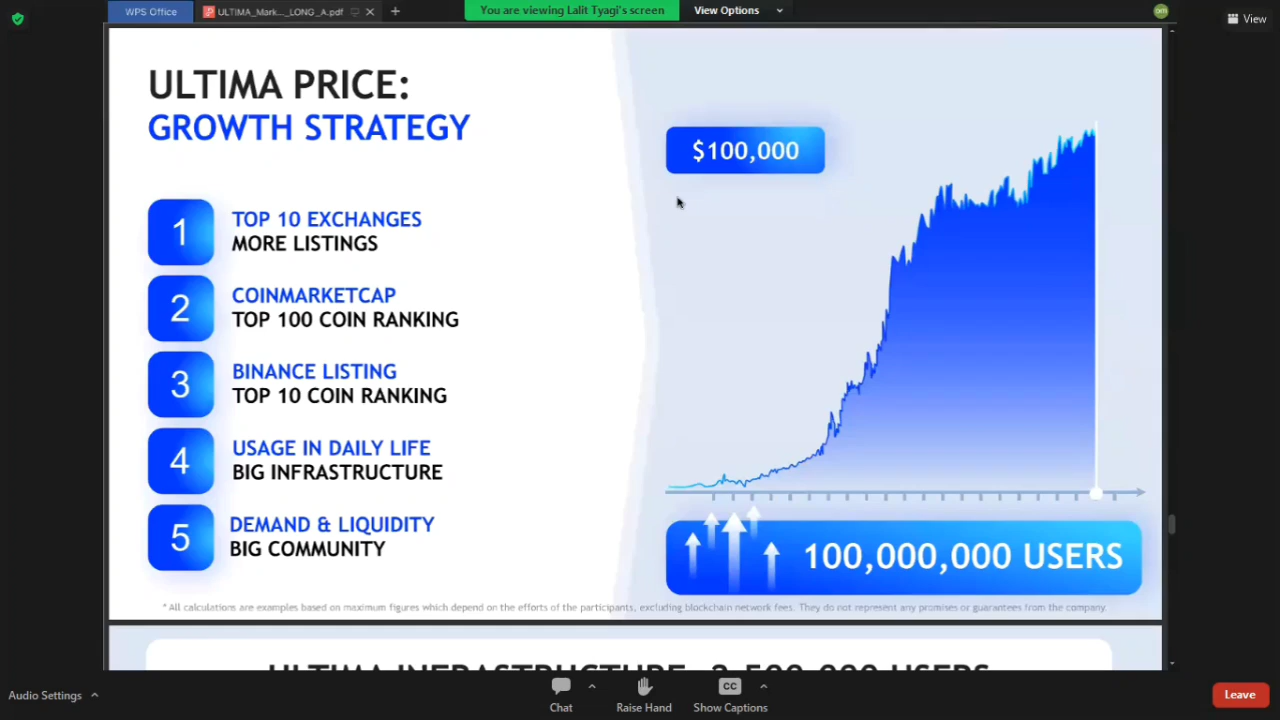 WPS Office
ULTIMA_Mark..._LONG_A.pdf
You are viewing Lalit Tyagi's screen
View Options
View
ULTIMA PRICE:
GROWTH STRATEGY
1
TOP 10 EXCHANGES
MORE LISTINGS
2
COINMARKETCAP
TOP 100 COIN RANKING
3
BINANCE LISTING
TOP 10 COIN RANKING
4
USAGE IN DAILY LIFE
BIG INFRASTRUCTURE
5
DEMAND & LIQUIDITY
BIG COMMUNITY
$100,000
100,000,000 USERS
* All calculations are examples based on maximum figures which depend on the efforts of the participants, excluding blockchain network fees. They do not represent any promises or guarantees from the company.
ULTIMA INFRASTRUCTURE
USERS
Audio Settings
Chat
Raise Hand
CC
Show Captions
Leave